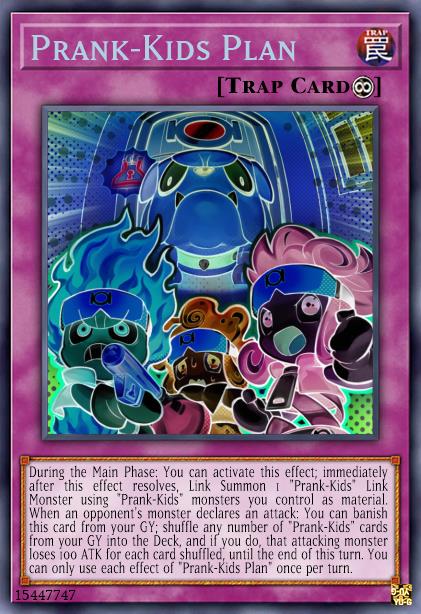 PRANK-KIDS PLAN
TRAP
罠
[TRAP CARD]
During the Main Phase: You can activate this effect; immediately
after this effect resolves, Link Summon 1 "Prank-Kids" Link
Monster using "Prank-Kids" monsters you control as material.
When an opponent's monster declares an attack: You can banish
this card from your GY; shuffle any number of "Prank-Kids" cards
from your GY into the Deck, and if you do, that attacking monster
loses 100 ATK for each card shuffled, until the end of this turn. You
can only use each effect of "Prank-Kids Plan" once per turn.
15447747